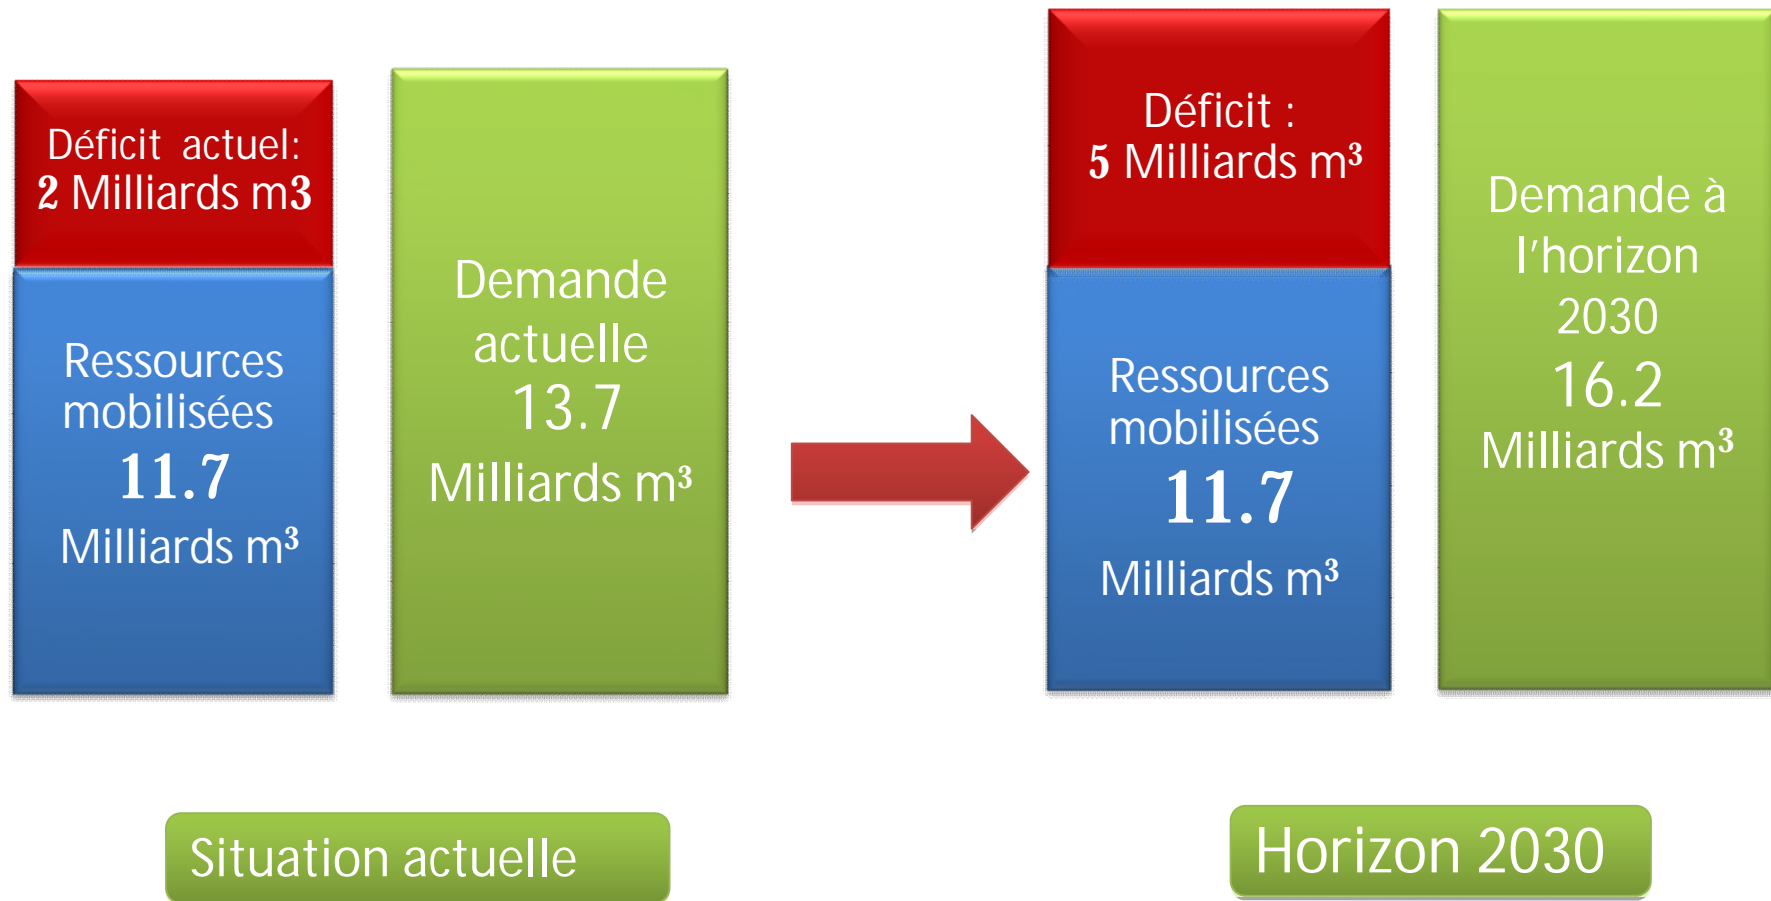 Déficit actuel:
2 Milliards m3
Ressources
mobilisées
11.7
Milliards m³
Demande
actuelle
13.7
Milliards m³
Situation actuelle
Déficit :
5 Milliards m³
Ressources
mobilisées
11.7
Milliards m³
Demande à
l'horizon
2030
16.2
Milliards m³
Horizon 2030